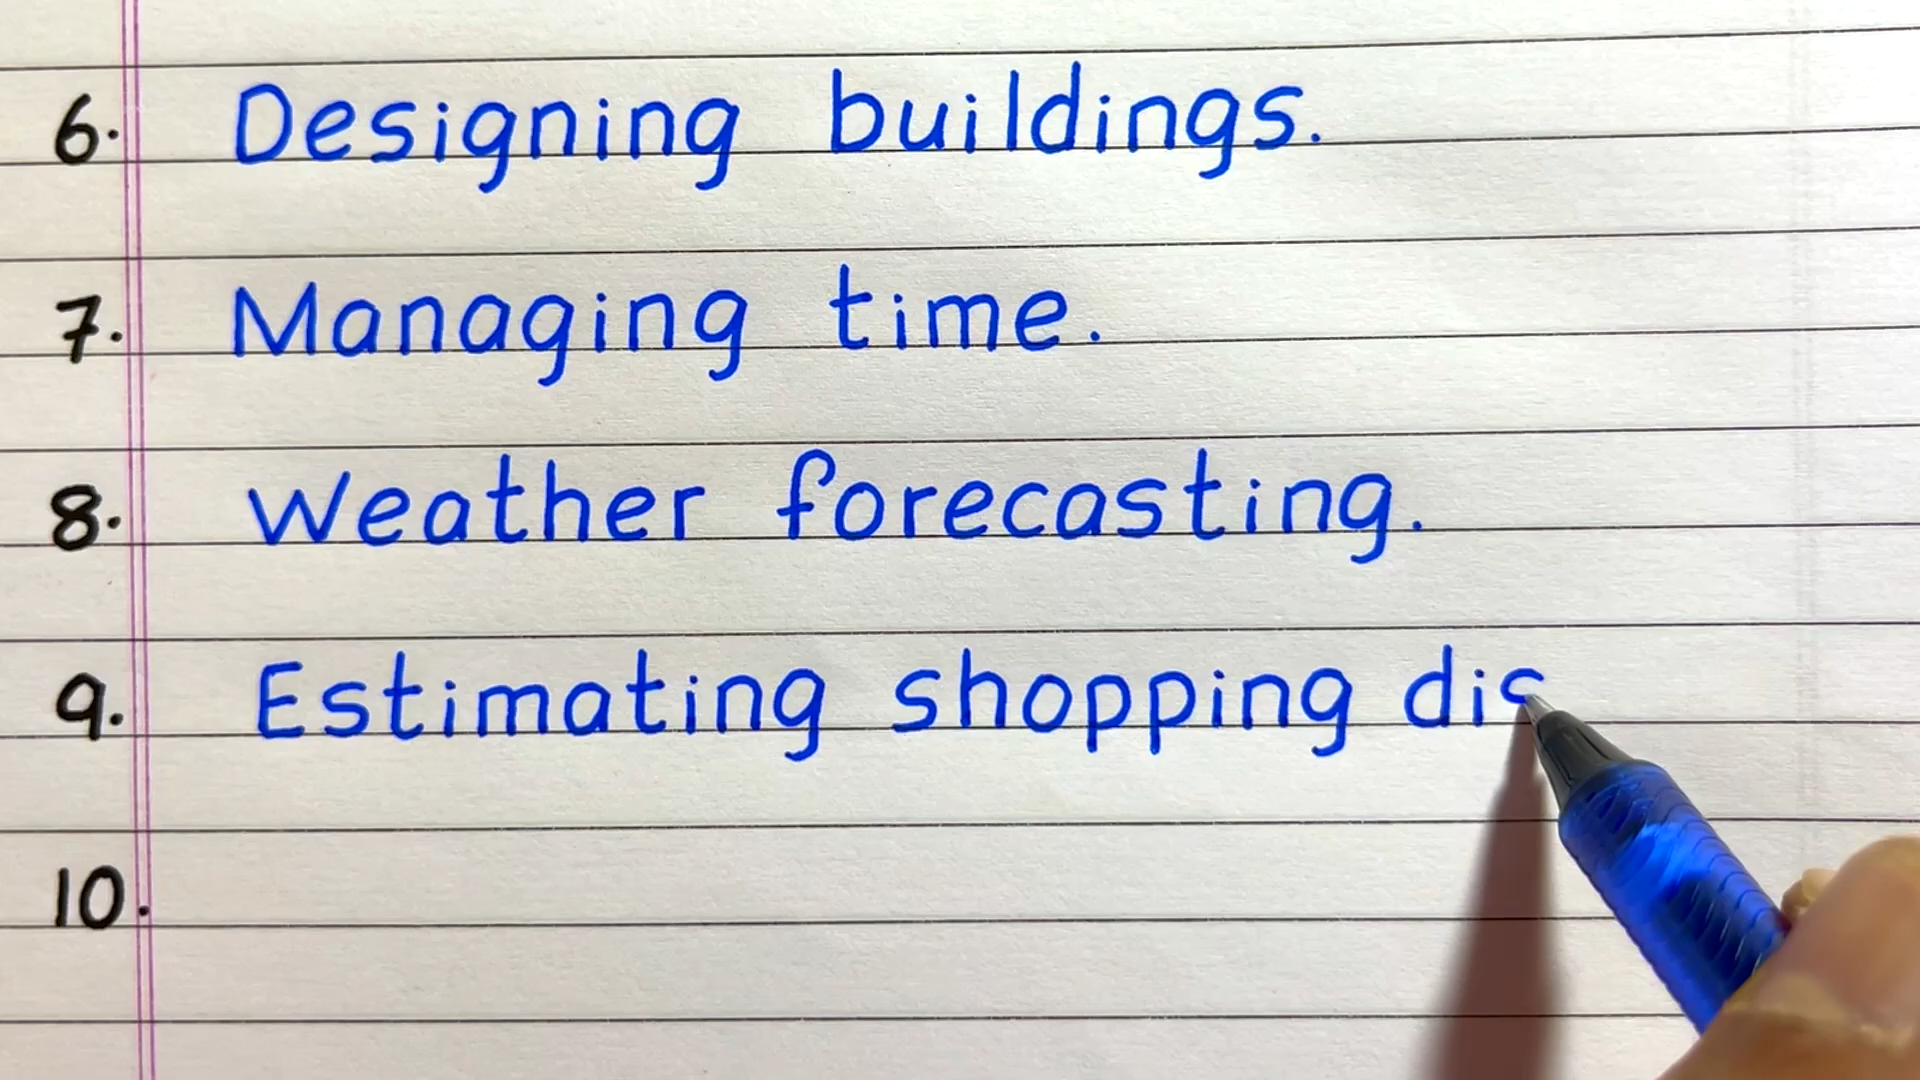 6. Designing buildings.
7. Managing time.
8. Weather forecasting.
9. Estimating shopping dis
10.